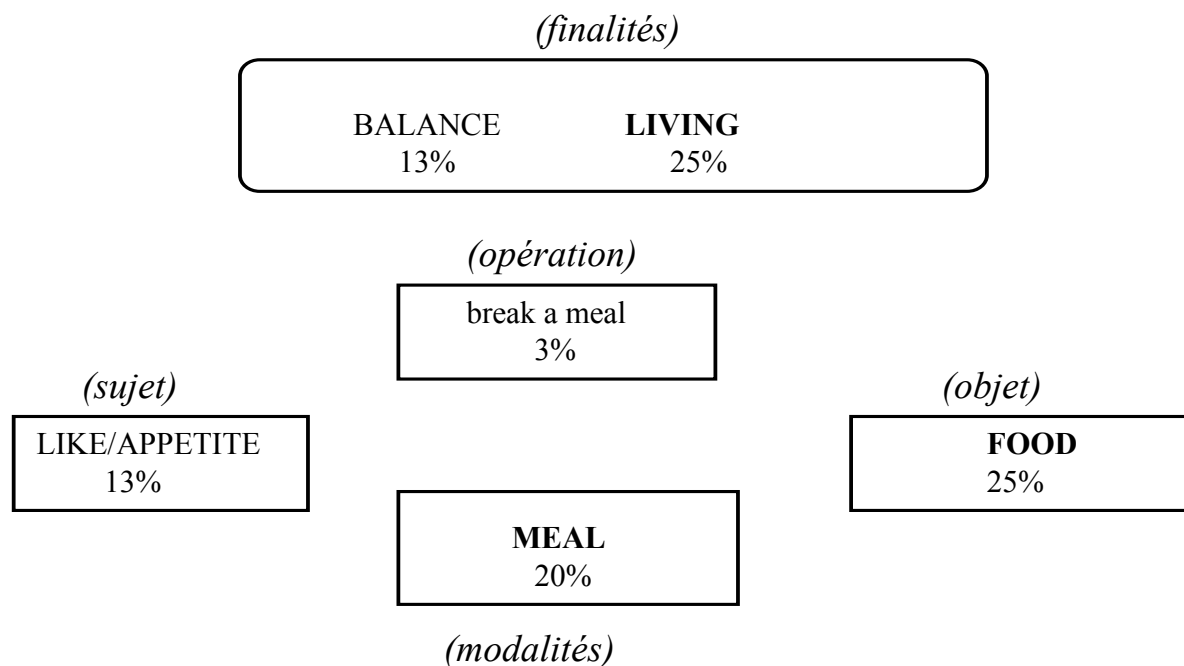 (finalités)
BALANCE LIVING
13% 25%
(opération)
break a meal
3%
(sujet) (objet)
LIKE/APPETITE FOOD
13% 25%
MEAL
20%
(modalités)